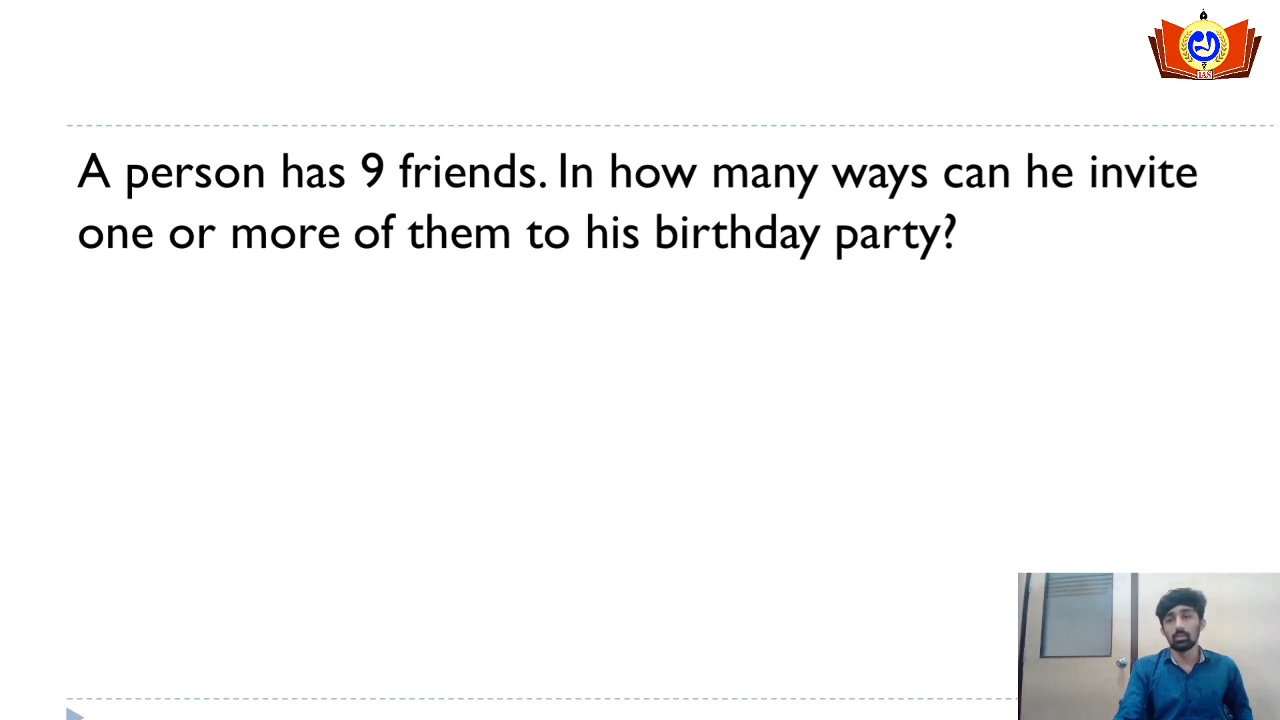 IAS
A person has 9 friends. In how many ways can he invite
one or more of them to his birthday party?